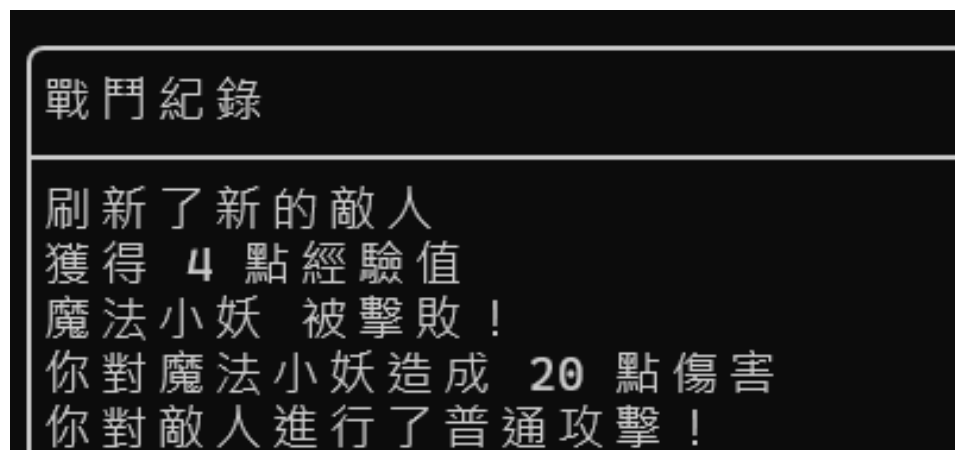 戰鬥紀錄
刷新了新的敵人
獲得 4 點經驗值
魔法小妖 被擊敗！
你對魔法小妖造成 20 點傷害
你對敵人進行了普通攻擊！